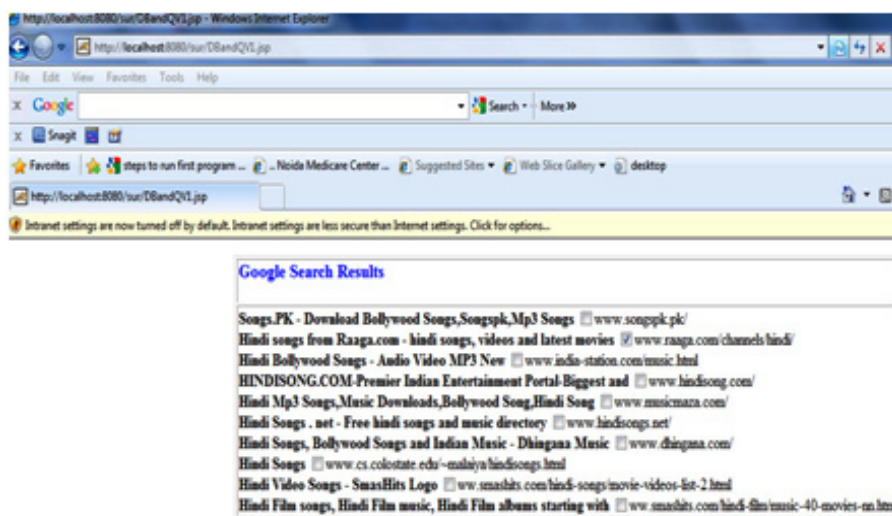 http://localhost:8080/sur/DBandQV1.jsp - Windows Internet Explorer
http://localhost:8080/sur/DBandQV1.jsp
File Edit View Favorites Tools Help
x Google Search More »
x Snagit
Favorites steps to run first program ... .. Noida Medicare Center ... Suggested Sites Web Slice Gallery desktop
http://localhost:8080/sur/DBandQV1.jsp
Intranet settings are now turned off by default. Intranet settings are less secure than Internet settings. Click for options...
Google Search Results
Songs.PK - Download Bollywood Songs,Songspk,Mp3 Songs www.songspk.pk/
Hindi songs from Raaga.com - hindi songs, videos and latest movies www.raaga.com/channels/hindi/
Hindi Bollywood Songs - Audio Video MP3 New www.india-station.com/music.html
HINDISONG.COM-Premier Indian Entertainment Portal-Biggest and www.hindisong.com/
Hindi Mp3 Songs,Music Downloads,Bollywood Song,Hindi Song www.musicmaza.com/
Hindi Songs . net - Free hindi songs and music directory www.hindisongs.net/
Hindi Songs, Bollywood Songs and Indian Music - Dhingana Music www.dhingana.com/
Hindi Songs www.cs.colostate.edu/~malaiya/hindisongs.html
Hindi Video Songs - SmasHits Logo ww.smashits.com/hindi-songs/movie-videos-list-2.html
Hindi Film songs, Hindi Film music, Hindi Film albums starting with ww.smashits.com/hindi-film/music-40-movies-nn.htm